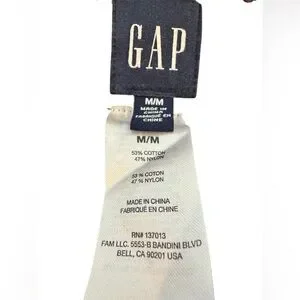 GAP
M/M
MADE IN
CHINA
FABRIQUÉ EN
CHINE
M/M
53% COTTON
47% NYLON
53 % COTON
47 % NYLON
MADE IN CHINA
FABRIQUÉ EN CHINE
RN# 137013
FAM LLC. 5553-B BANDINI BLVD
BELL, CA 90201 USA